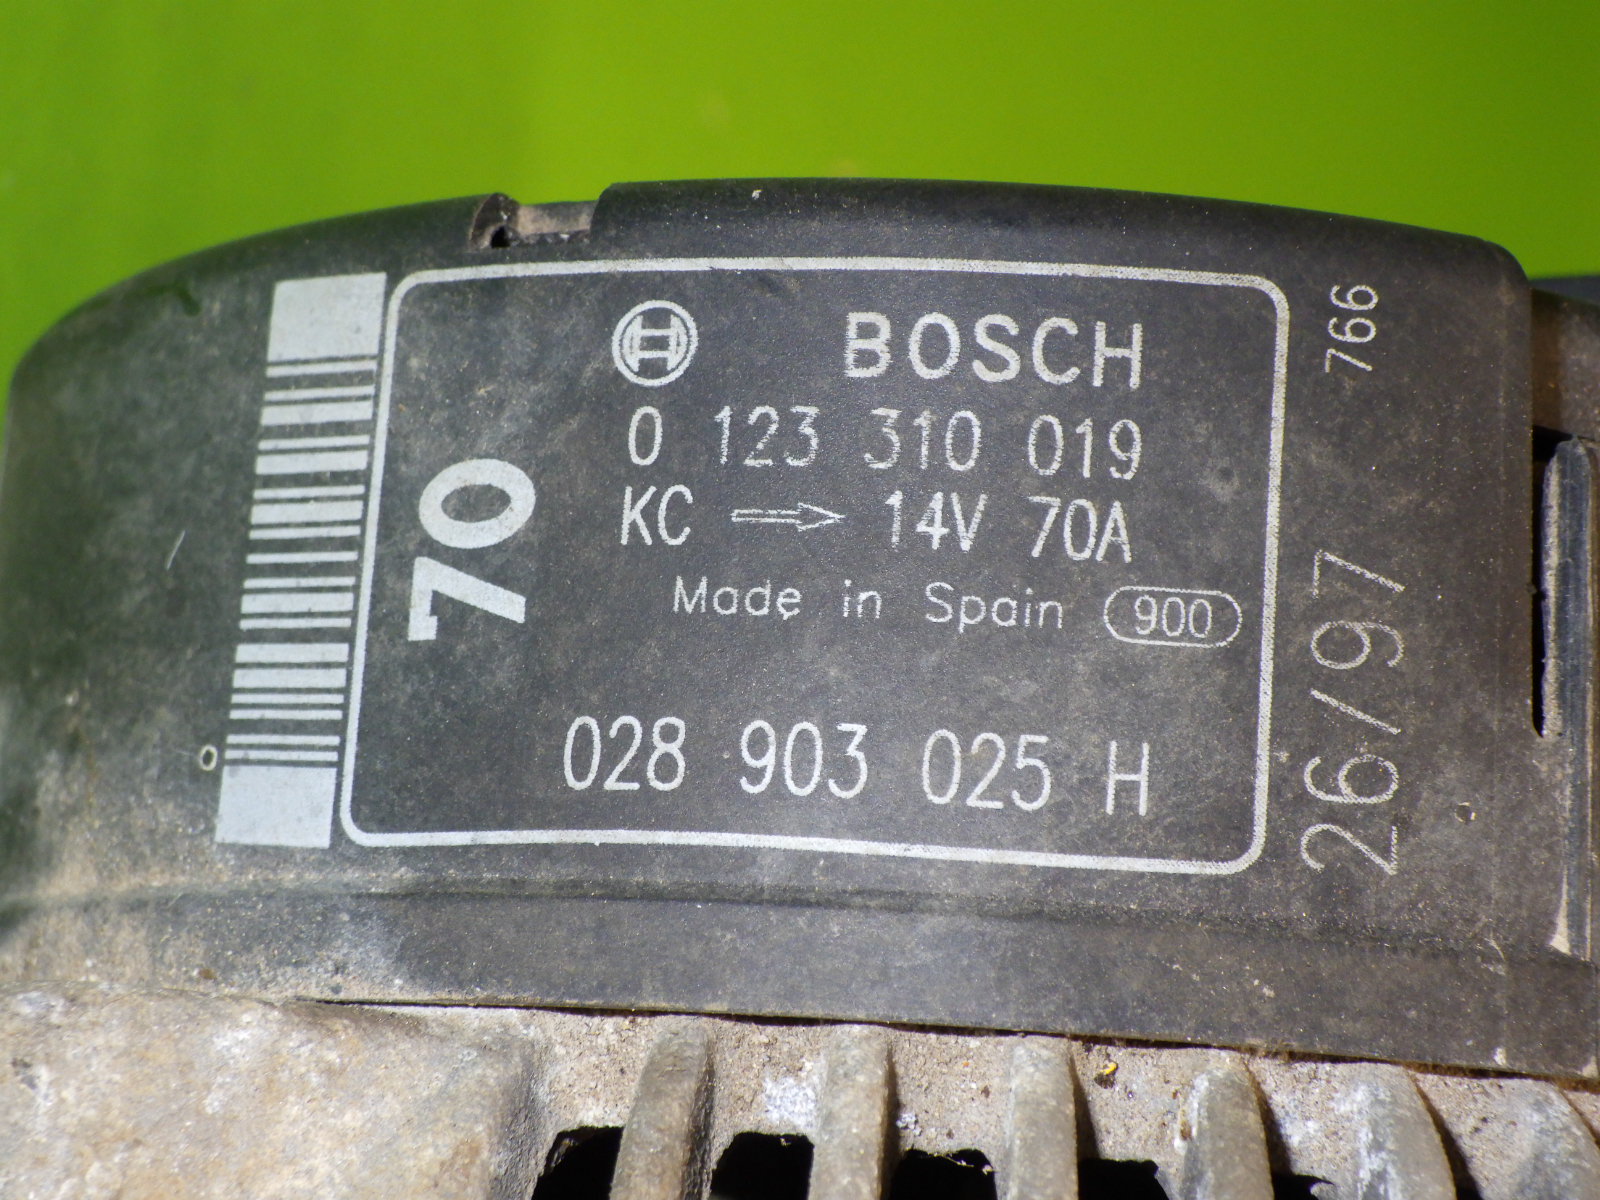 BOSCH
0 123 310 019
KC → 14V 70A
Made in Spain 900
028 903 025 H
70
766
26/97